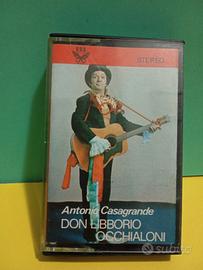 STEREO
Antonio Casagrande
DON LIBBORIO
OCCHIALONI
Subito